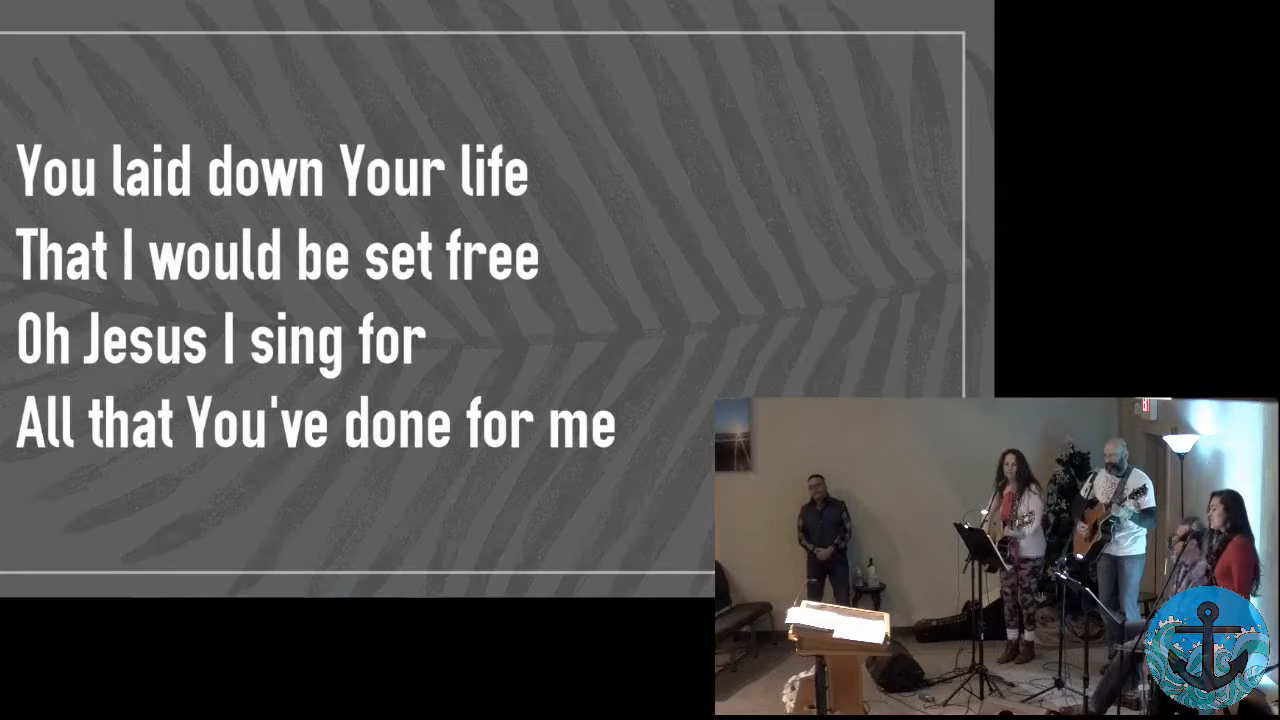 You laid down Your life
That I would be set free
Oh Jesus I sing for
All that You've done for me